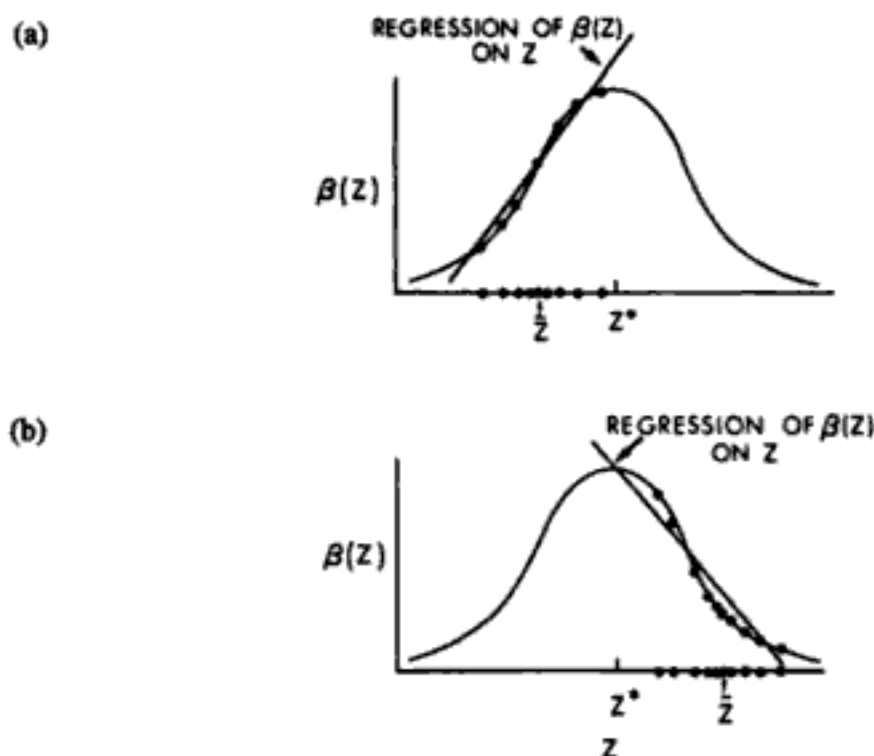 (a)
REGRESSION OF β(Z)
ON Z
β(Z)
Z̄ Z*
(b)
REGRESSION OF β(Z)
ON Z
β(Z)
Z* Z̄
Z